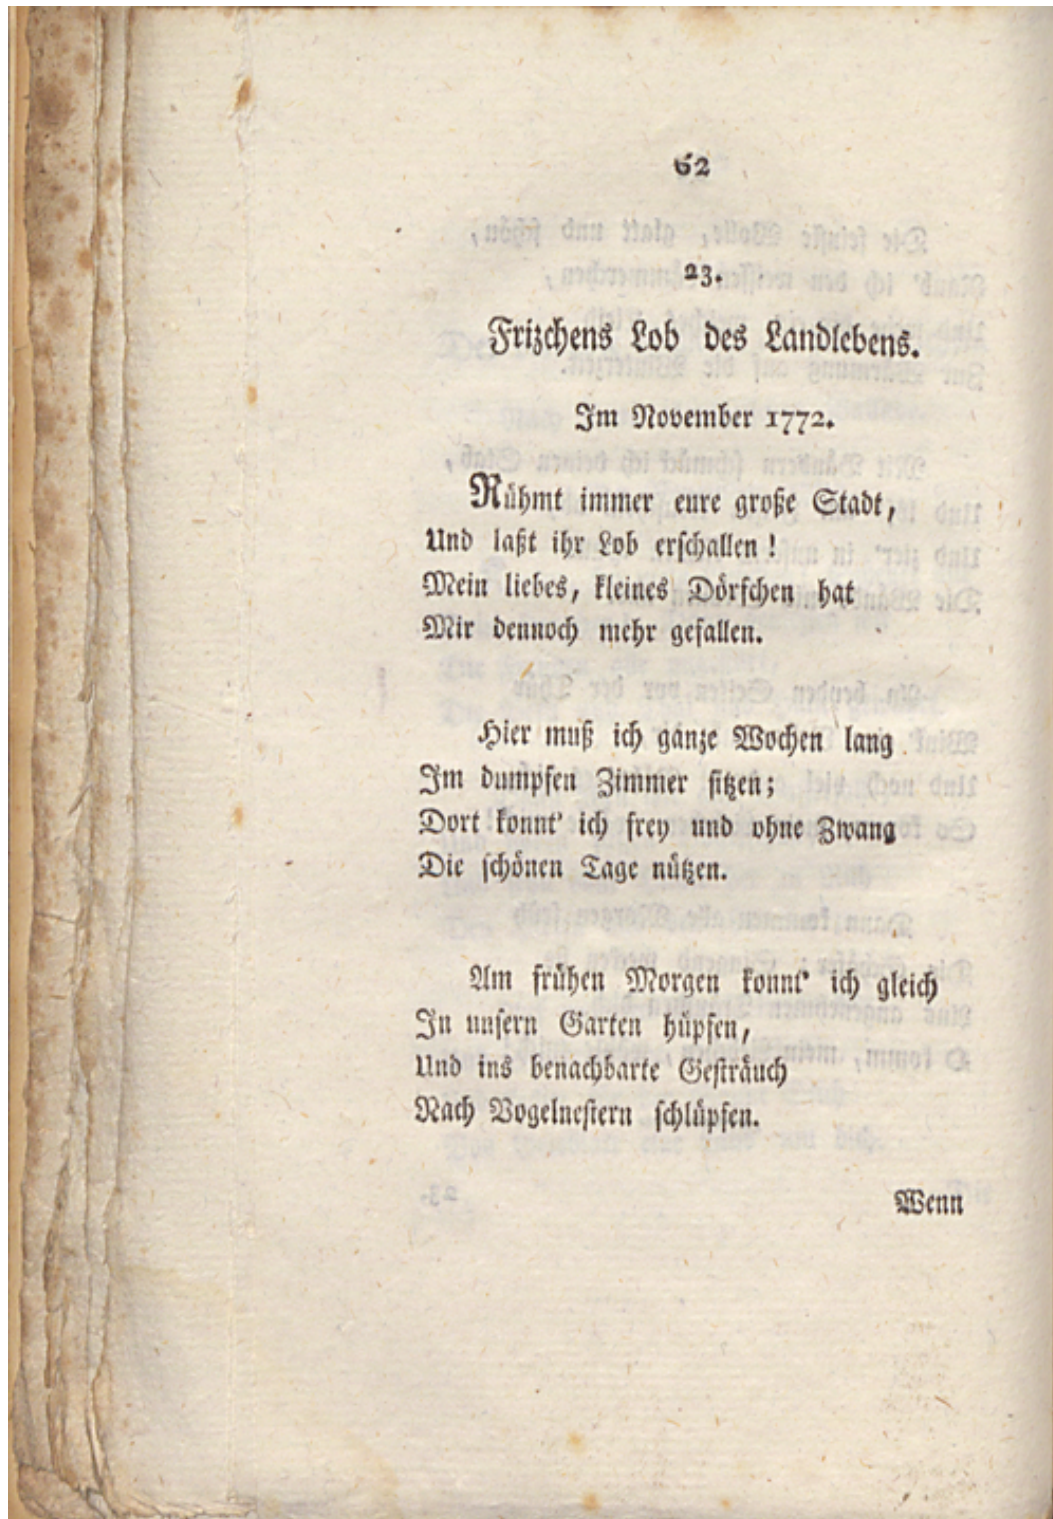 62
23.
Frizchens Lob des Landlebens.
Im November 1772.
Rühmt immer eure große Stadt,
Und laßt ihr Lob erschallen!
Mein liebes, kleines Dörfchen hat
Mir dennoch mehr gefallen.
Hier muß ich ganze Wochen lang
Im dumpfen Zimmer sitzen;
Dort konnt' ich frey und ohne Zwang
Die schönen Tage nützen.
Am frühen Morgen konnt' ich gleich
In unsern Garten hüpfen,
Und ins benachbarte Gesträuch
Nach Vogelnestern schlüpfen.
Wenn